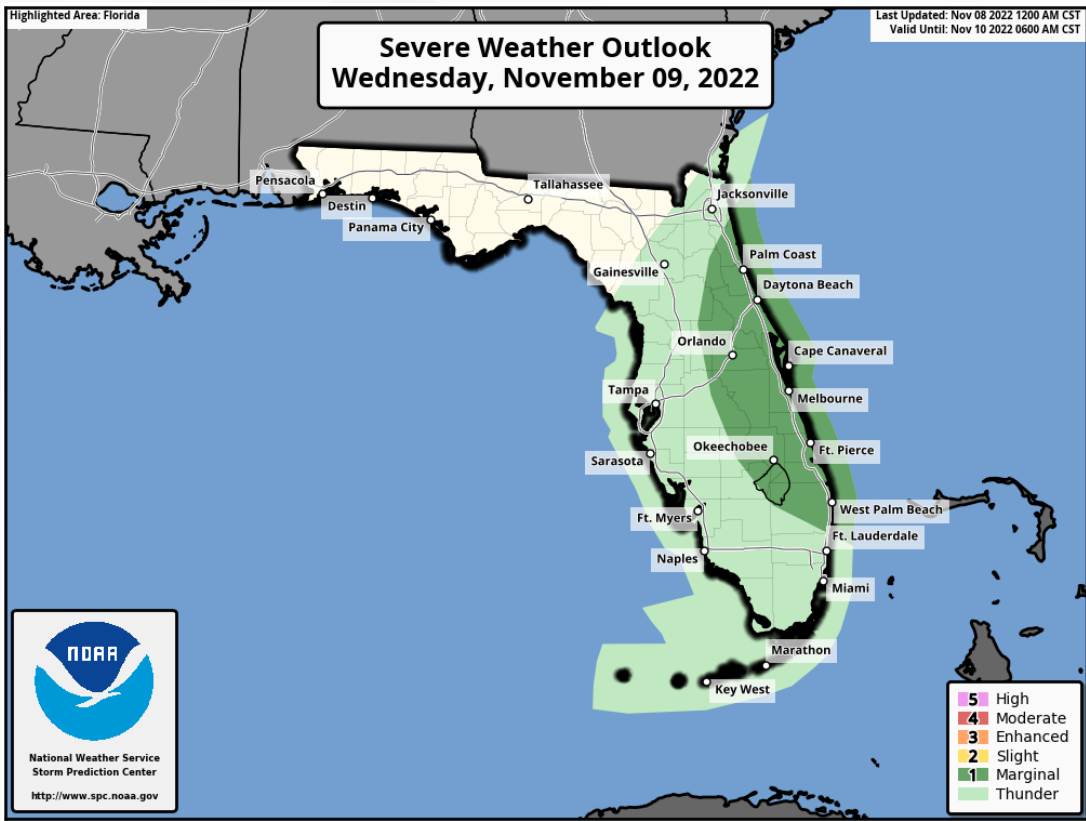 Highlighted Area: Florida
Last Updated: Nov 08 2022 1200 AM CST
Valid Until: Nov 10 2022 0600 AM CST
Severe Weather Outlook
Wednesday, November 09, 2022
Pensacola
Tallahassee
Destin
Jacksonville
Panama City
Palm Coast
Gainesville
Daytona Beach
Orlando
Cape Canaveral
Tampa
Melbourne
Okeechobee
Ft. Pierce
Sarasota
West Palm Beach
Ft. Myers
Ft. Lauderdale
Naples
Miami
Marathon
Key West
NOAA
National Weather Service
Storm Prediction Center
http://www.spc.noaa.gov
5 High
4 Moderate
3 Enhanced
2 Slight
1 Marginal
Thunder